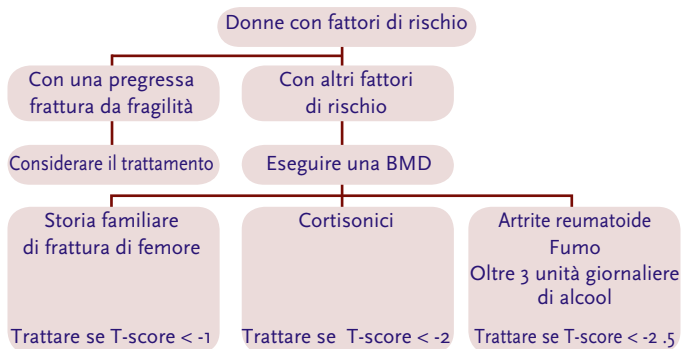 Donne con fattori di rischio
Con una pregressa
frattura da fragilità
Con altri fattori
di rischio
Considerare il trattamento
Eseguire una BMD
Storia familiare
di frattura di femore
Trattare se T-score < -1
Cortisonici
Trattare se T-score < -2
Artrite reumatoide
Fumo
Oltre 3 unità giornaliere
di alcool
Trattare se T-score < -2 .5